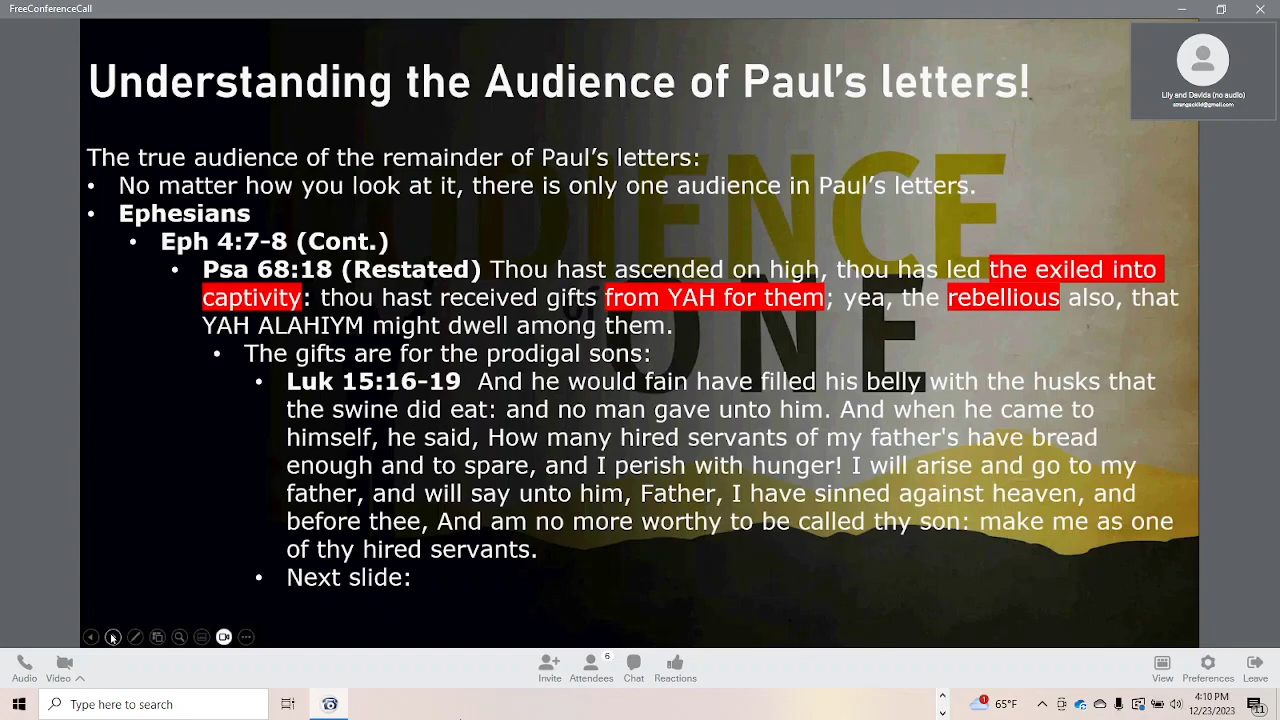 FreeConferenceCall
Understanding the Audience of Paul's letters!
Lily and Davids (no audio)
The true audience of the remainder of Paul's letters:
• No matter how you look at it, there is only one audience in Paul's letters.
• Ephesians
• Eph 4:7-8 (Cont.)
• Psa 68:18 (Restated) Thou hast ascended on high, thou has led the exiled into
captivity: thou hast received gifts from YAH for them; yea, the rebellious also, that
YAH ALAHIYM might dwell among them.
• The gifts are for the prodigal sons:
• Luk 15:16-19 And he would fain have filled his belly with the husks that
the swine did eat: and no man gave unto him. And when he came to
himself, he said, How many hired servants of my father's have bread
enough and to spare, and I perish with hunger! I will arise and go to my
father, and will say unto him, Father, I have sinned against heaven, and
before thee, And am no more worthy to be called thy son: make me as one
of thy hired servants.
• Next slide:
AUDIENCE
of ONE
Audio
Video
Invite
6
Attendees
Chat
Reactions
View
Preferences
Leave
Type here to search
1
65°F
4:10 PM
12/23/2023
11